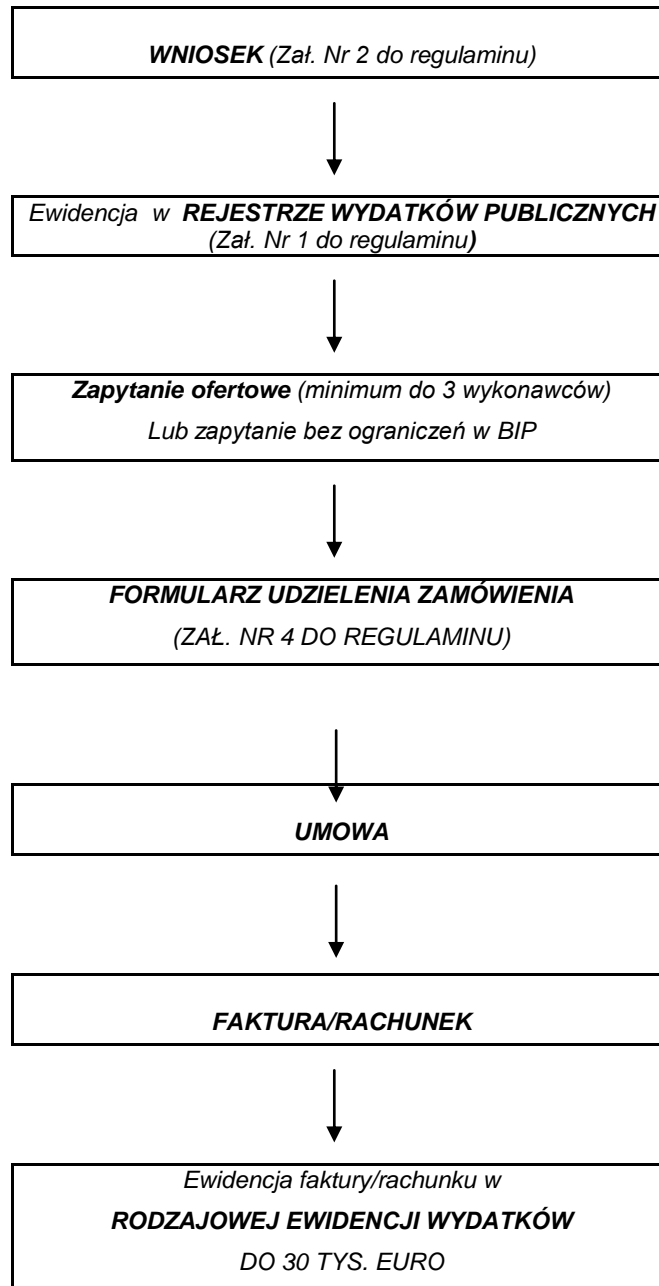 WNIOSEK (Zał. Nr 2 do regulaminu)
Ewidencja w REJESTRZE WYDATKÓW PUBLICZNYCH
(Zał. Nr 1 do regulaminu)
Zapytanie ofertowe (minimum do 3 wykonawców)
Lub zapytanie bez ograniczeń w BIP
FORMULARZ UDZIELENIA ZAMÓWIENIA
(ZAŁ. NR 4 DO REGULAMINU)
UMOWA
FAKTURA/RACHUNEK
Ewidencja faktury/rachunku w
RODZAJOWEJ EWIDENCJI WYDATKÓW
DO 30 TYS. EURO